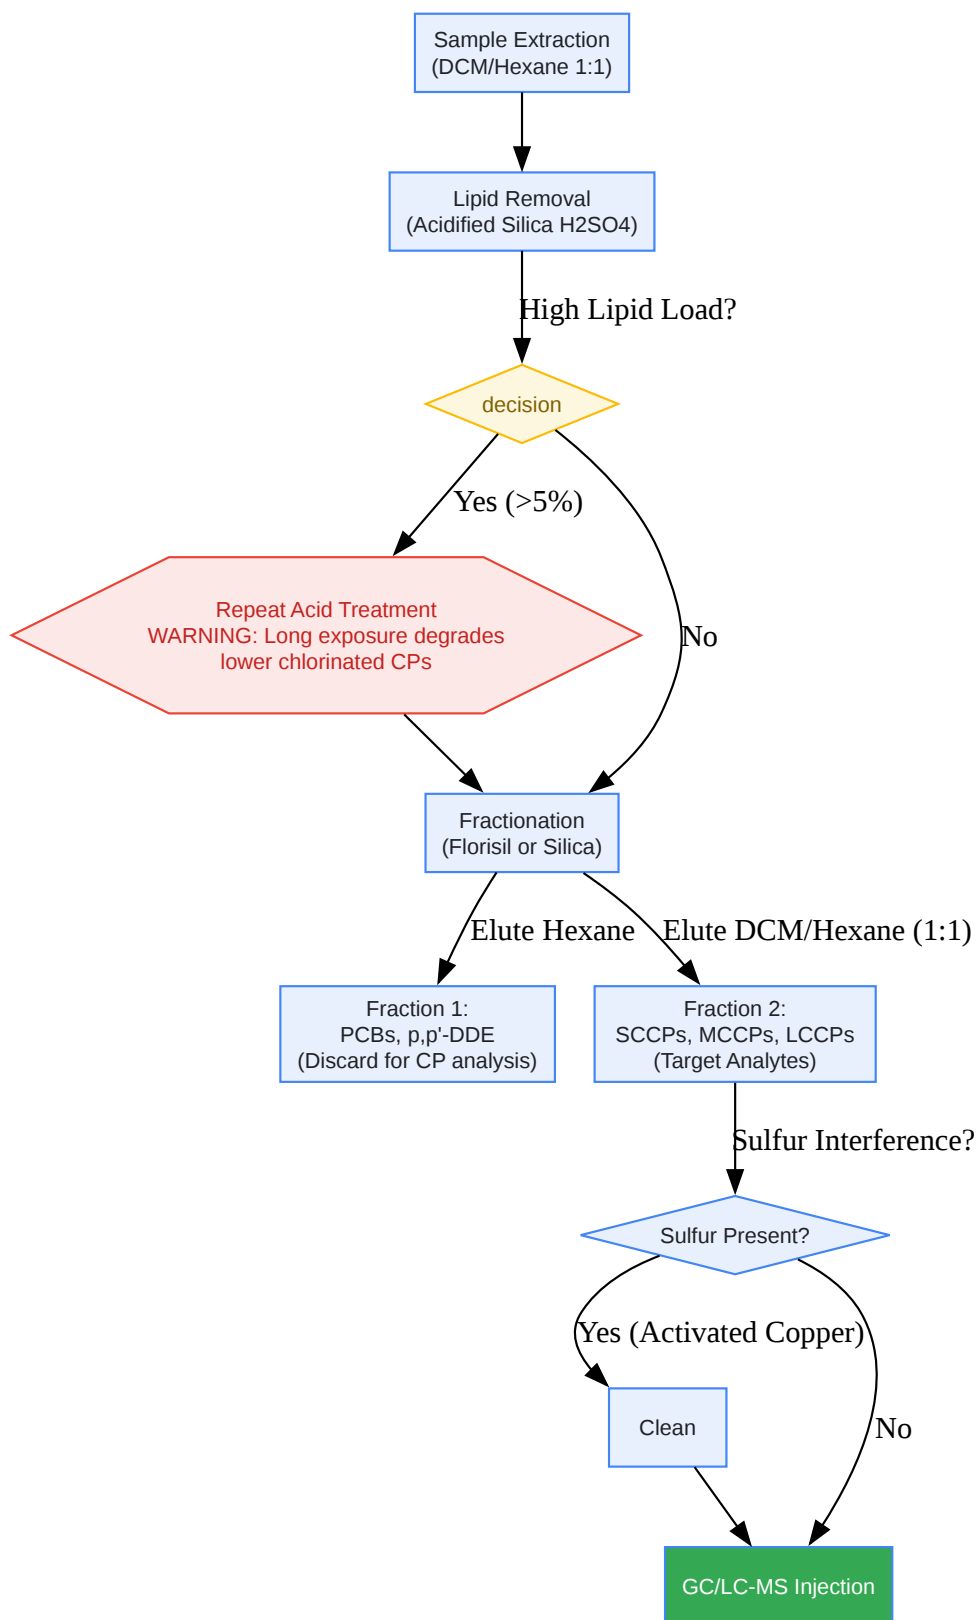 Sample Extraction
(DCM/Hexane 1:1)
Lipid Removal
(Acidified Silica H2SO4)
High Lipid Load?
decision
Yes (>5%)
Repeat Acid Treatment
WARNING: Long exposure degrades
lower chlorinated CPs
No
Fractionation
(Florisil or Silica)
Elute Hexane
Elute DCM/Hexane (1:1)
Fraction 1:
PCBs, p,p'-DDE
(Discard for CP analysis)
Fraction 2:
SCCPs, MCCPs, LCCPs
(Target Analytes)
Sulfur Interference?
Sulfur Present?
Yes (Activated Copper)
Clean
No
GC/LC-MS Injection